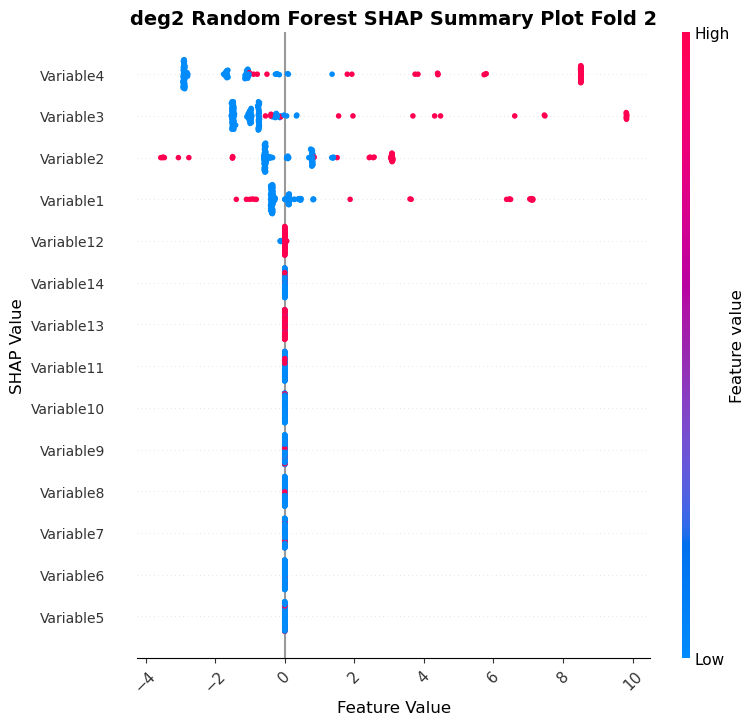 deg2 Random Forest SHAP Summary Plot Fold 2
High
Variable4
Variable3
Variable2
Variable1
Variable12
Variable14
Variable13
Variable11
Variable10
Variable9
Variable8
Variable7
Variable6
Variable5
SHAP Value
Feature value
Low
−4 −2 0 2 4 6 8 10
Feature Value